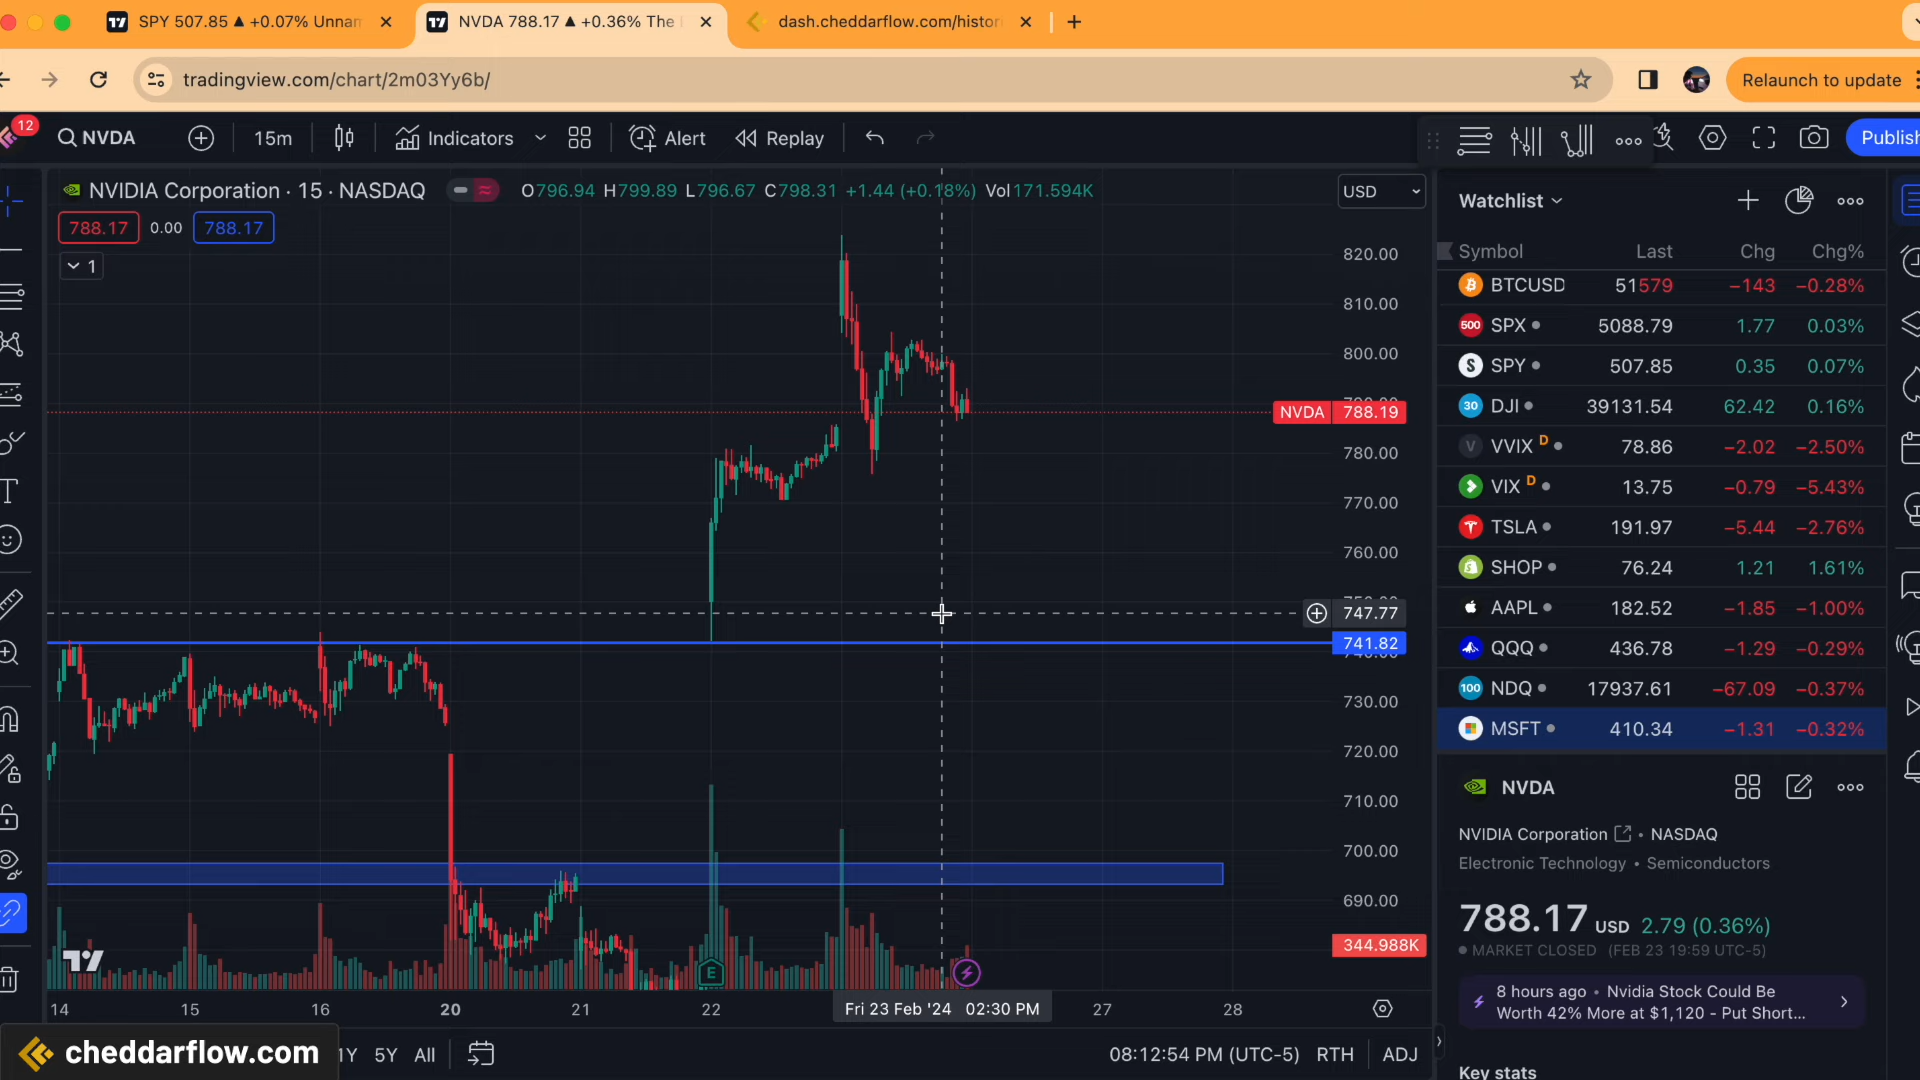 SPY 507.85 ▲ +0.07% Unnam
NVDA 788.17 ▲ +0.36% The
dash.cheddarflow.com/histor
tradingview.com/chart/2m03Yy6b/
Relaunch to update
12
NVDA
15m
Indicators
Alert
Replay
Publish
NVIDIA Corporation · 15 · NASDAQ
O796.94 H799.89 L796.67 C798.31 +1.44 (+0.18%) Vol171.594K
USD
788.17 0.00 788.17
1
820.00
810.00
800.00
NVDA 788.19
780.00
770.00
760.00
747.77
741.82
730.00
720.00
710.00
700.00
690.00
344.988K
E
14 15 16 20 21 22 Fri 23 Feb '24 02:30 PM 27 28
1Y 5Y All
08:12:54 PM (UTC-5) RTH ADJ
cheddarflow.com
Watchlist
Symbol Last Chg Chg%
BTCUSD 51579 −143 −0.28%
500 SPX 5088.79 1.77 0.03%
S SPY 507.85 0.35 0.07%
30 DJI 39131.54 62.42 0.16%
V VVIX D 78.86 −2.02 −2.50%
VIX D 13.75 −0.79 −5.43%
TSLA 191.97 −5.44 −2.76%
SHOP 76.24 1.21 1.61%
AAPL 182.52 −1.85 −1.00%
QQQ 436.78 −1.29 −0.29%
100 NDQ 17937.61 −67.09 −0.37%
MSFT 410.34 −1.31 −0.32%
NVDA
NVIDIA Corporation • NASDAQ
Electronic Technology • Semiconductors
788.17 USD 2.79 (0.36%)
MARKET CLOSED (FEB 23 19:59 UTC-5)
8 hours ago • Nvidia Stock Could Be
Worth 42% More at $1,120 - Put Short...
Key stats